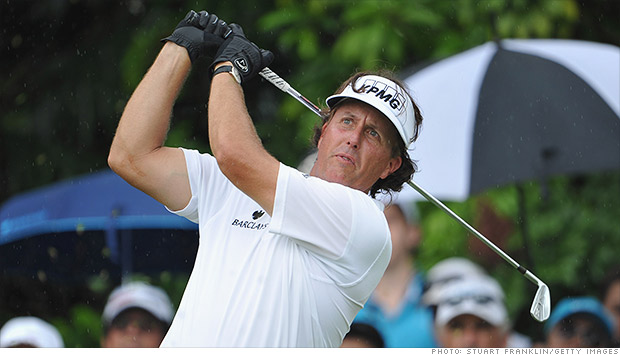 KPMG
BARCLAYS
PHOTO: STUART FRANKLIN/GETTY IMAGES